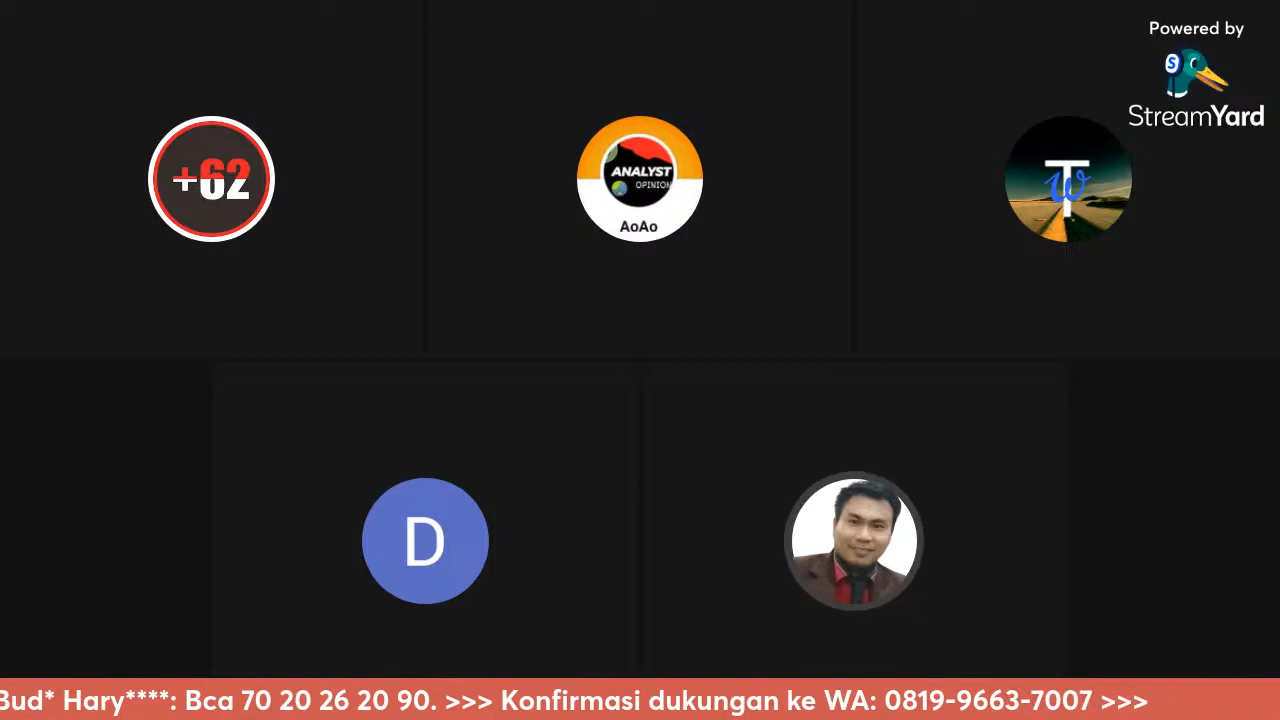 Powered by
S
StreamYard
+62
ANALYST
OPINION
AoAo
T
w
D
Bud* Hary****: Bca 70 20 26 20 90. >>> Konfirmasi dukungan ke WA: 0819-9663-7007 >>>